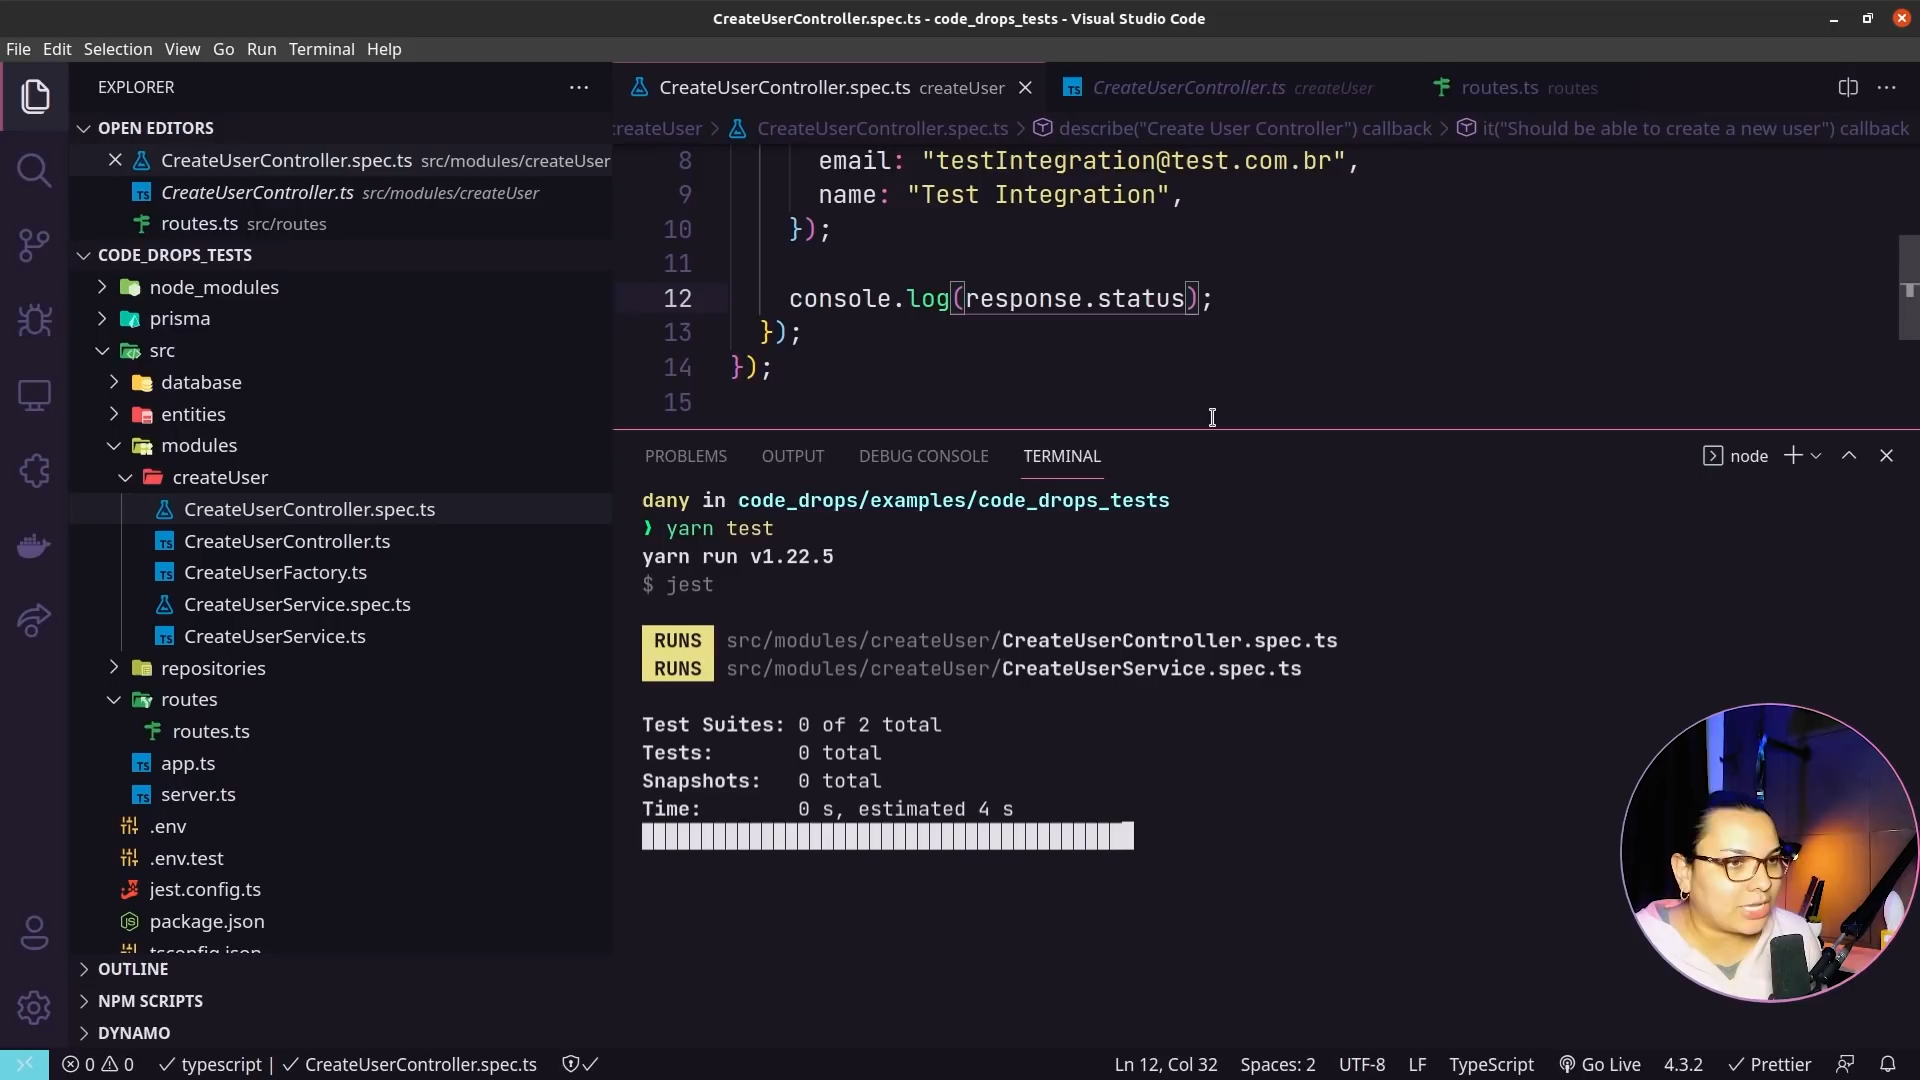 CreateUserController.spec.ts - code_drops_tests - Visual Studio Code
File Edit Selection View Go Run Terminal Help
EXPLORER
OPEN EDITORS
CreateUserController.spec.ts src/modules/createUser
CreateUserController.ts src/modules/createUser
routes.ts src/routes
CODE_DROPS_TESTS
node_modules
prisma
src
database
entities
modules
createUser
CreateUserController.spec.ts
CreateUserController.ts
CreateUserFactory.ts
CreateUserService.spec.ts
CreateUserService.ts
repositories
routes
routes.ts
app.ts
server.ts
.env
.env.test
jest.config.ts
package.json
tsconfig.json
OUTLINE
NPM SCRIPTS
DYNAMO
CreateUserController.spec.ts createUser
CreateUserController.ts createUser
routes.ts routes
createUser > CreateUserController.spec.ts > describe("Create User Controller") callback > it("Should be able to create a new user") callback
8 email: "testIntegration@test.com.br",
9 name: "Test Integration",
10 });
11
12 console.log(response.status);
13 });
14 });
15
PROBLEMS OUTPUT DEBUG CONSOLE TERMINAL
node
dany in code_drops/examples/code_drops_tests
❯ yarn test
yarn run v1.22.5
$ jest
RUNS src/modules/createUser/CreateUserController.spec.ts
RUNS src/modules/createUser/CreateUserService.spec.ts
Test Suites: 0 of 2 total
Tests: 0 total
Snapshots: 0 total
Time: 0 s, estimated 4 s
0 0 typescript | CreateUserController.spec.ts
Ln 12, Col 32 Spaces: 2 UTF-8 LF TypeScript Go Live 4.3.2 Prettier